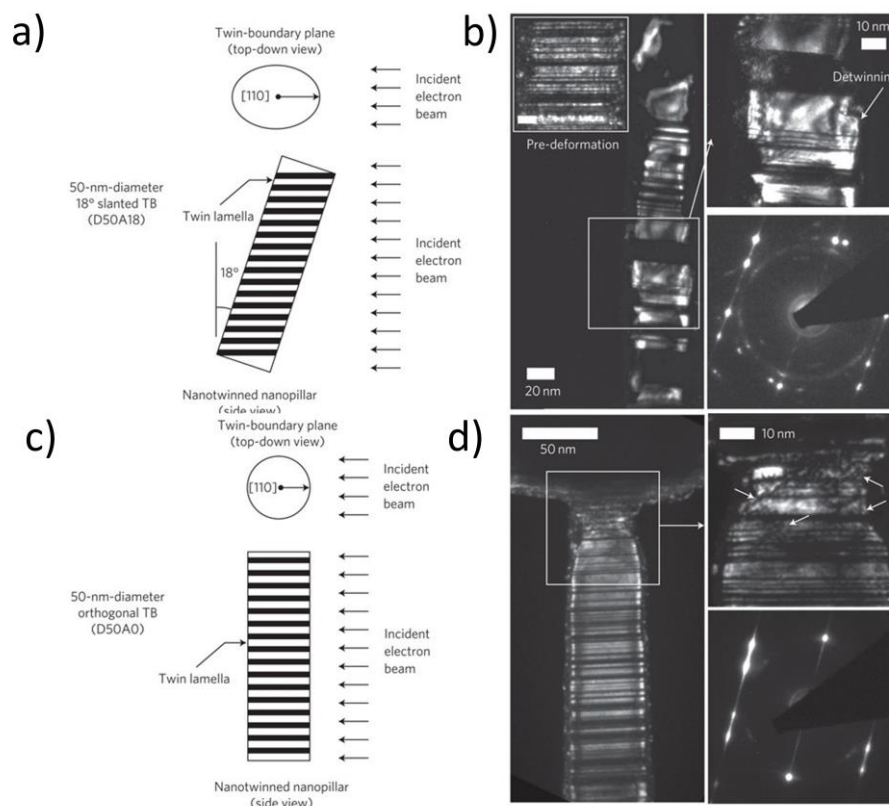 a)
Twin-boundary plane
(top-down view)
[110]
Incident
electron
beam
50-nm-diameter
18° slanted TB
(D50A18)
Twin lamella
18°
Incident
electron
beam
Nanotwinned nanopillar
(side view)
b)
Pre-deformation
20 nm
10 nm
Detwinnin
c)
Twin-boundary plane
(top-down view)
[110]
Incident
electron
beam
50-nm-diameter
orthogonal TB
(D50A0)
Twin lamella
Incident
electron
beam
Nanotwinned nanopillar
(side view)
d)
50 nm
10 nm